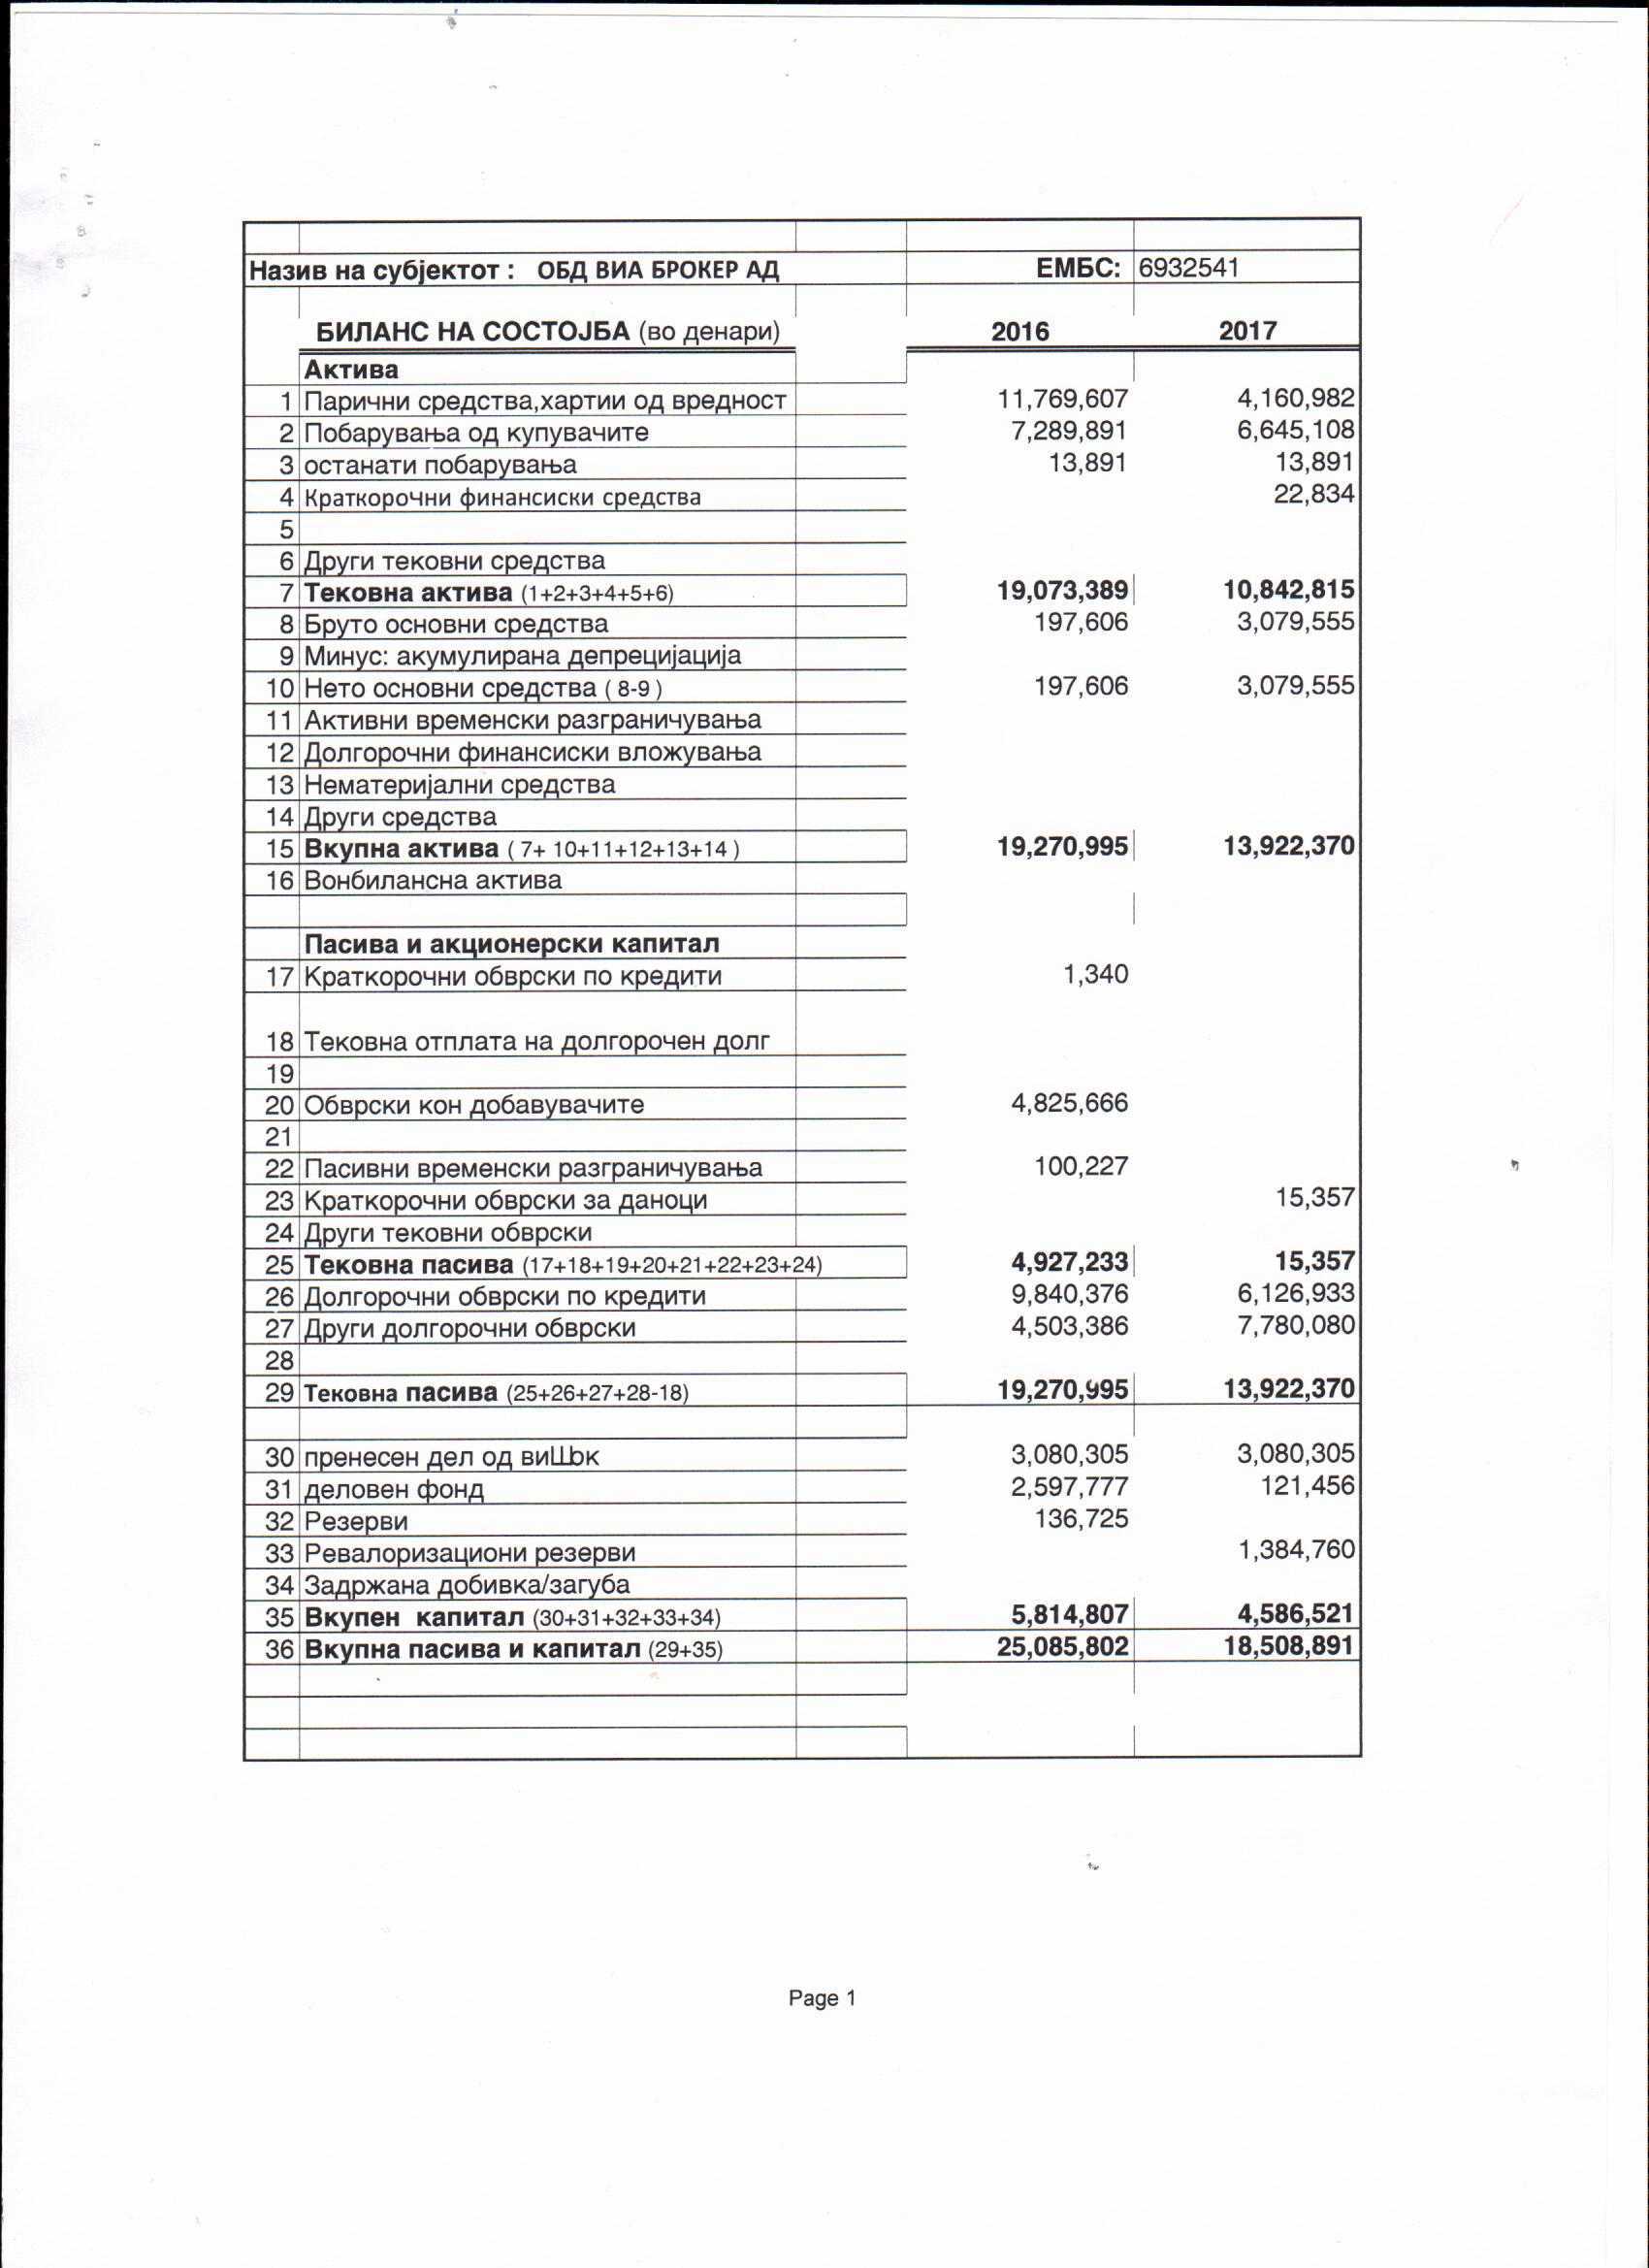 Назив на субјектот : ОБД ВИА БРОКЕР АД ЕМБС: 6932541
БИЛАНС НА СОСТОЈБА (во денари) 2016 2017
Актива
1 Парични средства,хартии од вредност 11,769,607 4,160,982
2 Побарувања од купувачите 7,289,891 6,645,108
3 останати побарувања 13,891 13,891
4 Краткорочни финансиски средства 22,834
5
6 Други тековни средства
7 Тековна актива (1+2+3+4+5+6) 19,073,389 10,842,815
8 Бруто основни средства 197,606 3,079,555
9 Минус: акумулирана депрецијација
10 Нето основни средства ( 8-9 ) 197,606 3,079,555
11 Активни временски разграничувања
12 Долгорочни финансиски вложувања
13 Нематеријални средства
14 Други средства
15 Вкупна актива ( 7+ 10+11+12+13+14 ) 19,270,995 13,922,370
16 Вонбилансна актива
Пасива и акционерски капитал
17 Краткорочни обврски по кредити 1,340
18 Тековна отплата на долгорочен долг
19
20 Обврски кон добавувачите 4,825,666
21
22 Пасивни временски разграничувања 100,227
23 Краткорочни обврски за даноци 15,357
24 Други тековни обврски
25 Тековна пасива (17+18+19+20+21+22+23+24) 4,927,233 15,357
26 Долгорочни обврски по кредити 9,840,376 6,126,933
27 Други долгорочни обврски 4,503,386 7,780,080
28
29 Тековна пасива (25+26+27+28-18) 19,270,995 13,922,370
30 пренесен дел од виШЬк 3,080,305 3,080,305
31 деловен фонд 2,597,777 121,456
32 Резерви 136,725
33 Ревалоризациони резерви 1,384,760
34 Задржана добивка/загуба
35 Вкупен капитал (30+31+32+33+34) 5,814,807 4,586,521
36 Вкупна пасива и капитал (29+35) 25,085,802 18,508,891
Page 1